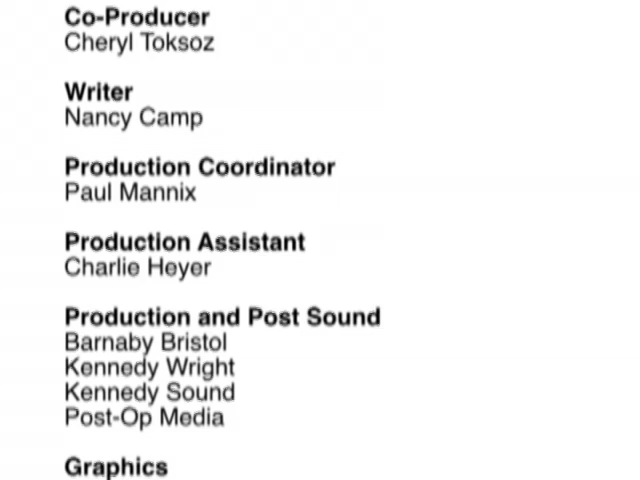 Co-Producer
Cheryl Toksoz
Writer
Nancy Camp
Production Coordinator
Paul Mannix
Production Assistant
Charlie Heyer
Production and Post Sound
Barnaby Bristol
Kennedy Wright
Kennedy Sound
Post-Op Media
Graphics